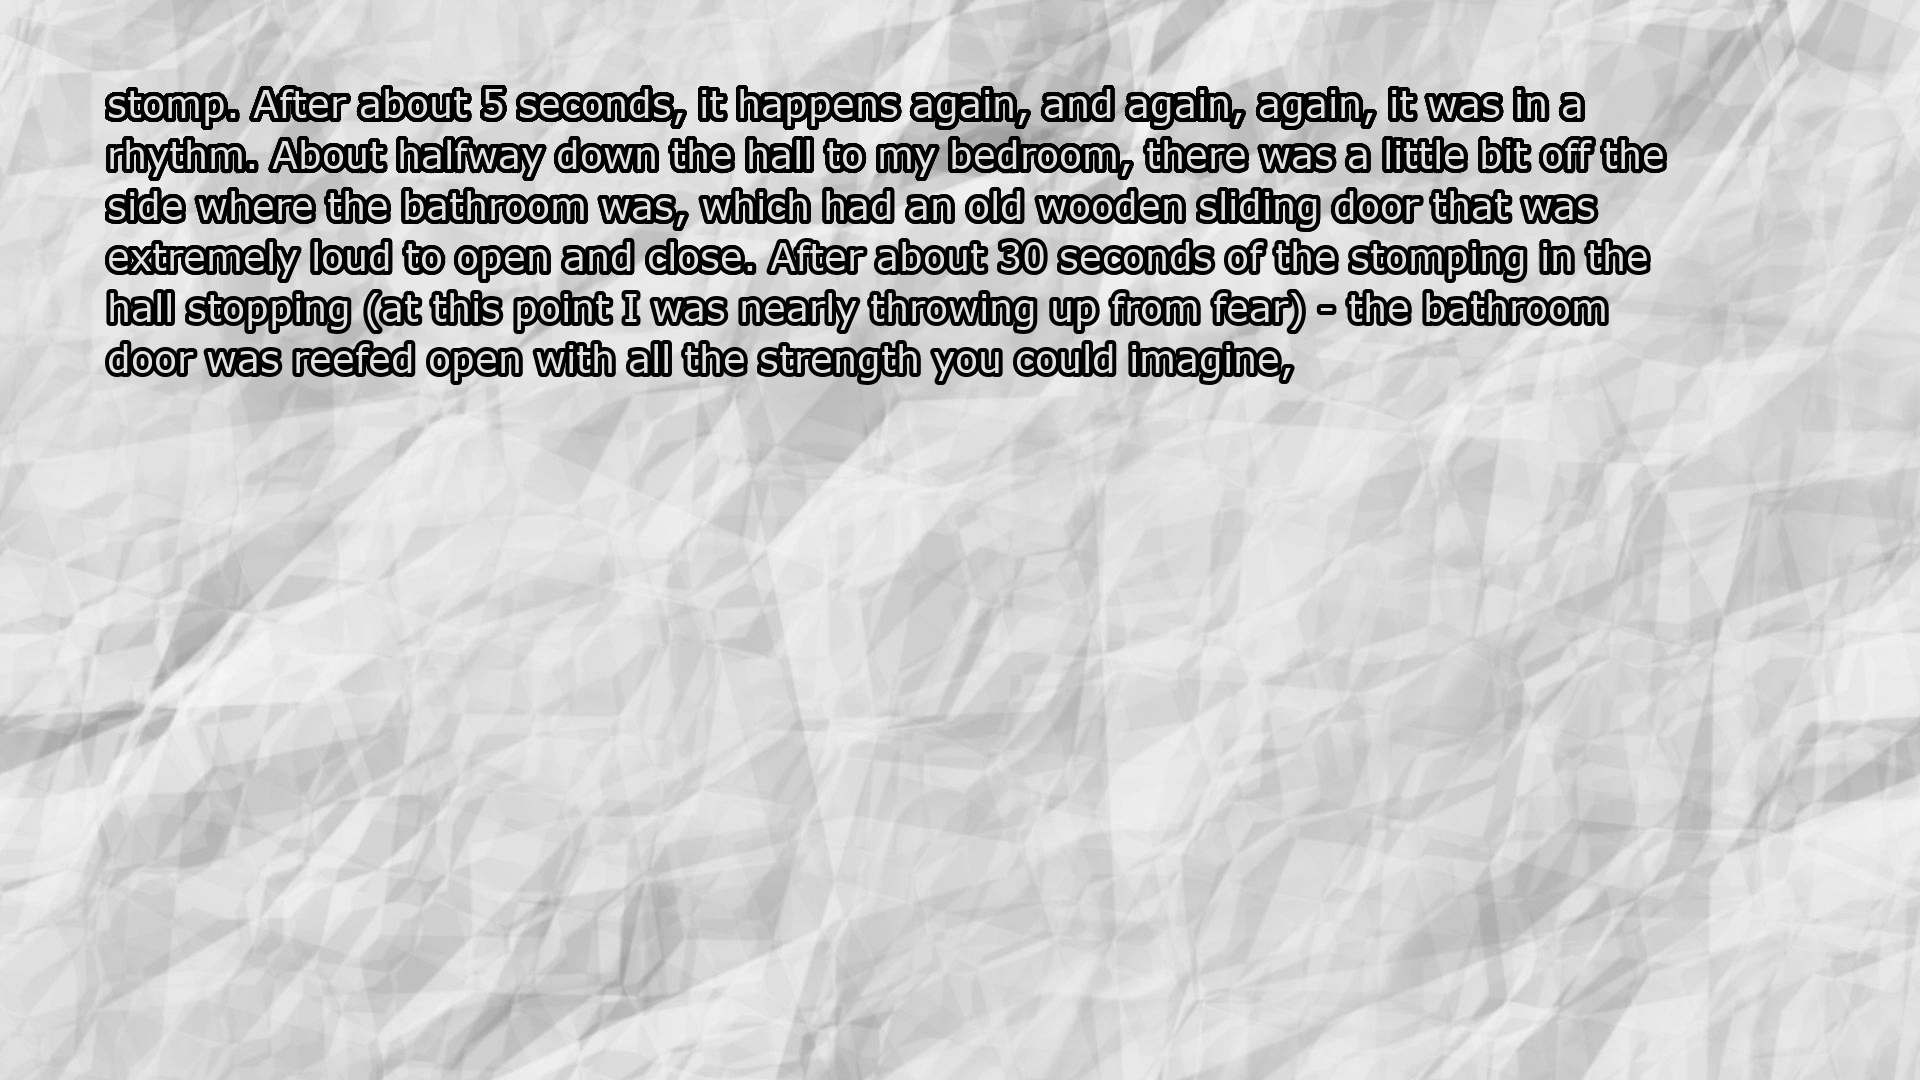 stomp. After about 5 seconds, it happens again, and again, again, it was in a
rhythm. About halfway down the hall to my bedroom, there was a little bit off the
side where the bathroom was, which had an old wooden sliding door that was
extremely loud to open and close. After about 30 seconds of the stomping in the
hall stopping (at this point I was nearly throwing up from fear) - the bathroom
door was reefed open with all the strength you could imagine,